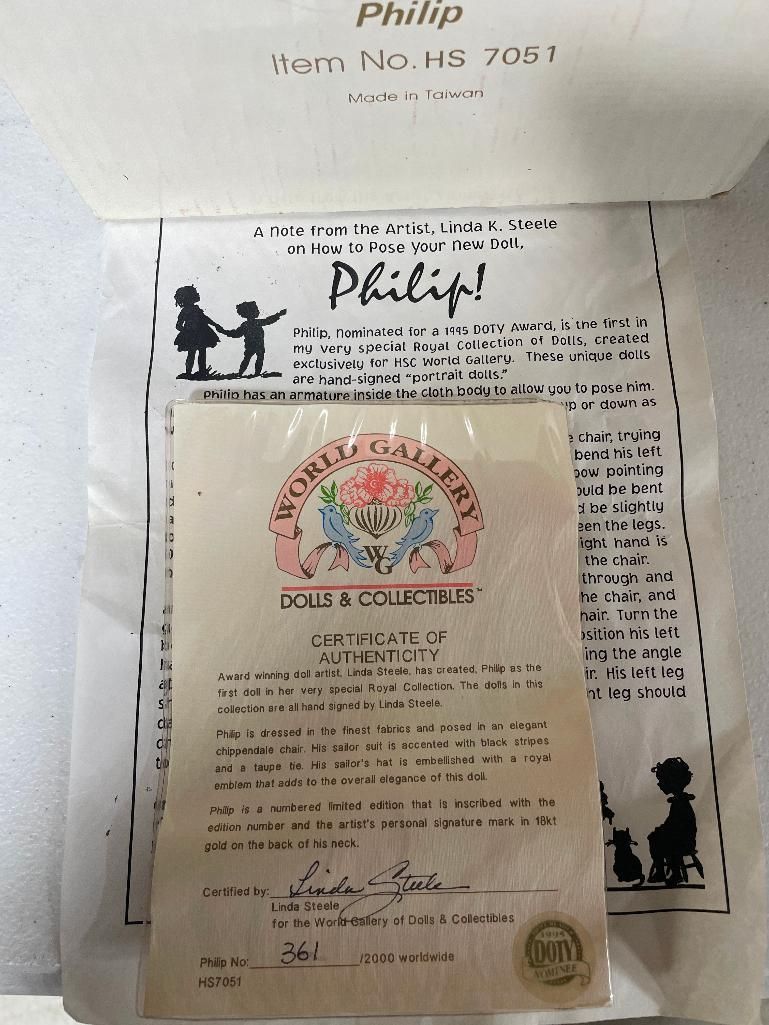 Philip
Item No. HS 7051
Made in Taiwan
A note from the Artist, Linda K. Steele
on How to Pose your new Doll,
Philip!
Philip, nominated for a 1995 DOTY Award, is the first in
my very special Royal Collection of Dolls, created
exclusively for HSC World Gallery. These unique dolls
are hand-signed "portrait dolls."
Philip has an armature inside the cloth body to allow you to pose him.
up or down as
chair, trying
bend his left
pointing
be bent
be slightly
the legs.
hand is
the chair.
through and
chair, and
Turn the
his left
the angle
His left leg
leg should
WORLD GALLERY
WG
DOLLS & COLLECTIBLES™
CERTIFICATE OF
AUTHENTICITY
Award winning doll artist, Linda Steele, has created, Philip as the
first doll in her very special Royal Collection. The dolls in this
collection are all hand signed by Linda Steele.
Philip is dressed in the finest fabrics and posed in an elegant
chippendale chair. His sailor suit is accented with black stripes
and a taupe tie. His sailor's hat is embellished with a royal
emblem that adds to the overall elegance of this doll.
Philip is a numbered limited edition that is inscribed with the
edition number and the artist's personal signature mark in 18kt
gold on the back of his neck.
Certified by: Linda Steele
Linda Steele
for the World Gallery of Dolls & Collectibles
Philip No: 361 /2000 worldwide
HS7051
1995
DOTY
NOMINEE